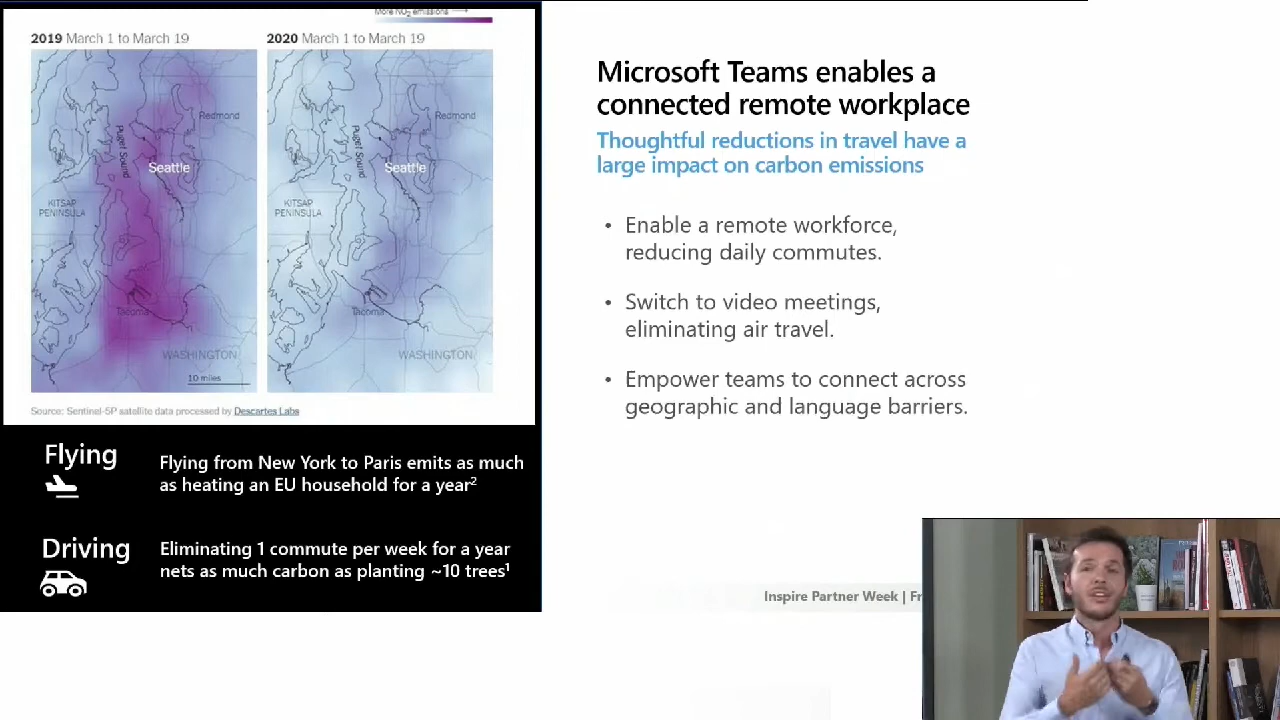 More NO₂ emissions
2019 March 1 to March 19
2020 March 1 to March 19
Redmond
Puget Sound
Seattle
KITSAP
PENINSULA
Tacoma
WASHINGTON
10 miles
Redmond
Puget Sound
Seattle
KITSAP
PENINSULA
Tacoma
WASHINGTON
Source: Sentinel-5P satellite data processed by Descartes Labs
Flying
Flying from New York to Paris emits as much
as heating an EU household for a year²
Driving
Eliminating 1 commute per week for a year
nets as much carbon as planting ~10 trees¹
Microsoft Teams enables a
connected remote workplace
Thoughtful reductions in travel have a
large impact on carbon emissions
• Enable a remote workforce,
reducing daily commutes.
• Switch to video meetings,
eliminating air travel.
• Empower teams to connect across
geographic and language barriers.
Inspire Partner Week | Fr